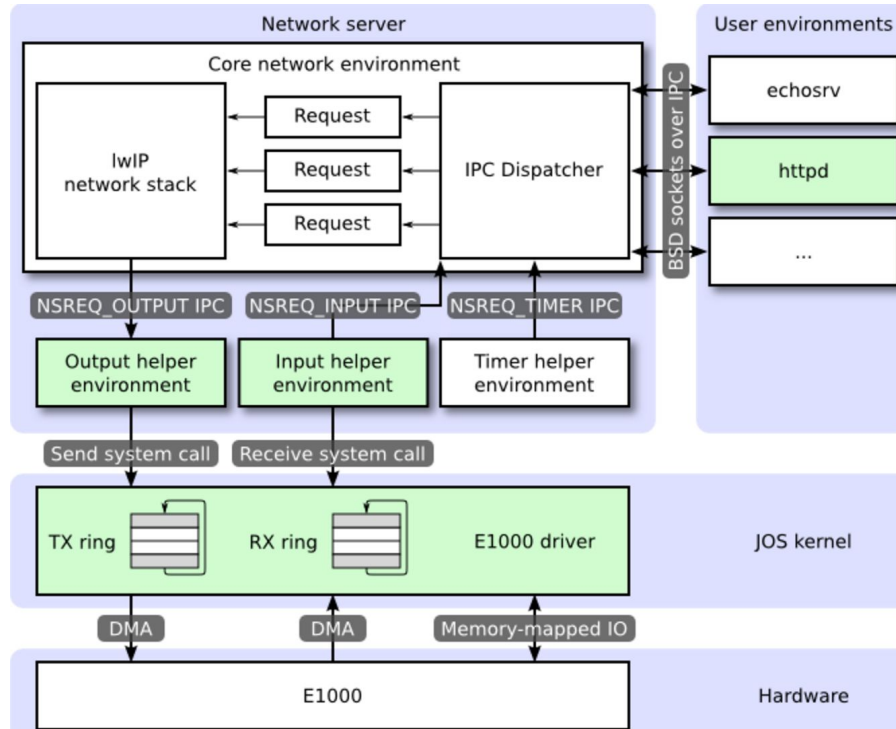 Network server
User environments
Core network environment
lwIP
network stack
Request
Request
Request
IPC Dispatcher
BSD sockets over IPC
echosrv
httpd
...
NSREQ_OUTPUT IPC
NSREQ_INPUT IPC
NSREQ_TIMER IPC
Output helper
environment
Input helper
environment
Timer helper
environment
Send system call
Receive system call
TX ring
RX ring
E1000 driver
JOS kernel
DMA
DMA
Memory-mapped IO
E1000
Hardware